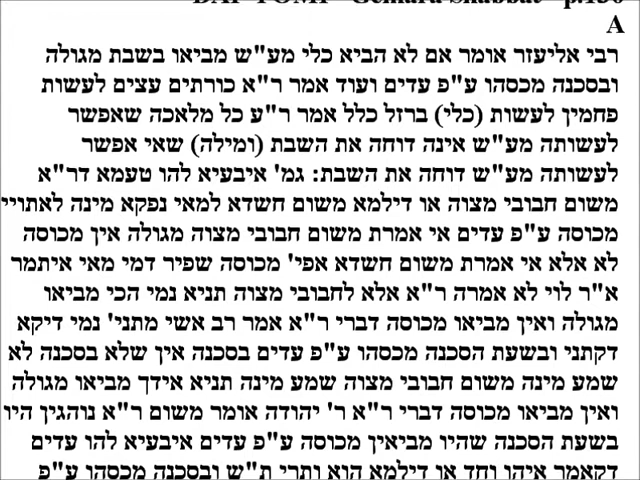 DAF YOMI - Gemara Shabbat - p.130
A
רבי אליעזר אומר אם לא הביא כלי מע"ש מביאו בשבת מגולה
ובסכנה מכסהו ע"פ עדים ועוד אמר ר"א כורתים עצים לעשות
פחמין לעשות (כלי) ברזל כלל אמר ר"ע כל מלאכה שאפשר
לעשותה מע"ש אינה דוחה את השבת (ומילה) שאי אפשר
לעשותה מע"ש דוחה את השבת: גמ' איבעיא להו טעמא דר"א
משום חבובי מצוה או דילמא משום חשדא למאי נפקא מינה לאתויי
מכוסה ע"פ עדים אי אמרת משום חבובי מצוה מגולה אין מכוסה
לא אלא אי אמרת משום חשדא אפי' מכוסה שפיר דמי מאי איתמר
א"ר לוי לא אמרה ר"א אלא לחבובי מצוה תניא נמי הכי מביאו
מגולה ואין מביאו מכוסה דברי ר"א אמר רב אשי מתני' נמי דיקא
דקתני ובשעת הסכנה מכסהו ע"פ עדים בסכנה אין שלא בסכנה לא
שמע מינה משום חבובי מצוה שמע מינה תניא אידך מביאו מגולה
ואין מביאו מכוסה דברי ר"א ר' יהודה אומר משום ר"א נוהגין היו
בשעת הסכנה שהיו מביאין מכוסה ע"פ עדים איבעיא להו עדים
דקאמר איהו וחד או דילמא הוא ותרי ת"ש ובסכנה מכסהו ע"פ